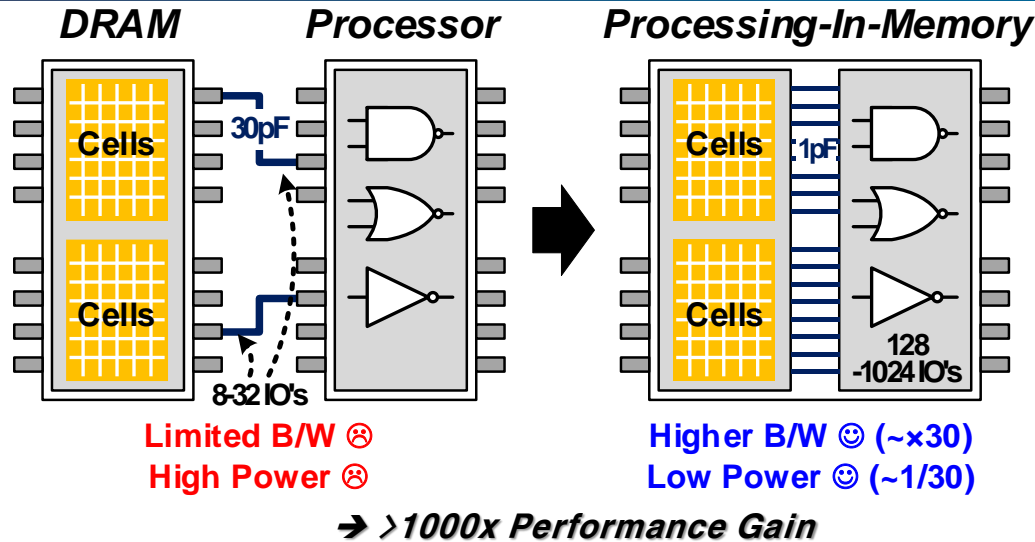 DRAM
Processor
Processing-In-Memory
Cells
30pF
Cells
8-32 IO's
Cells
1pF
Cells
128
-1024 IO's
Limited B/W ☹
High Power ☹
Higher B/W ☺ (~×30)
Low Power ☺ (~1/30)
➔ >1000x Performance Gain